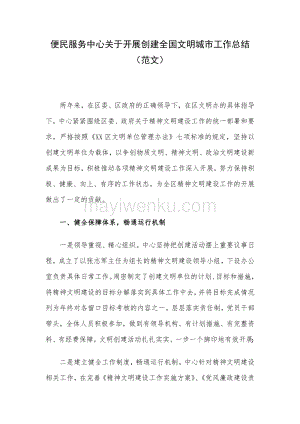 便民服务中心关于开展创建全国文明城市工作总结
（范文）
所年来，在区委、区政府的正确领导下，在区文明办的具体指导
下，中心紧紧围绕区委、政府关于精神文明建设工作的统一部署和要
求，严格按照《XX区文明单位管理办法》七项标准的规定，坚持以
创建文明单位为载体，以争创物质文明、精神文明、政治文明建设新
成果为目标，积极推动各项精神文明建设工作深入开展，努力保持积
极、健康、向上、有序的工作状态，为全区精神文明建设工作的开展
做出了一定的贡献。
mayiwenku.com
一、健全保障体系，畅通运行机制
一是领导重视，精心组织。中心坚持把创建活动摆上重要议事日
程，成立了以班志军主任为组长的精神文明建设领导小组，下设办公
室负责具体日常工作，周密制定了创建文明单位的计划、目标和措施，
将精神文明建设的目标分解落实到具体工作中去，并将目标完成情况
列为年终对各窗口目标考核的内容之一。层层落实责任制，党员干部
带头，全体人员积极参加，做到有领导机构、有计划措施、有完整资
料、有经费保障，文明创建活动扎扎实实，一步一个脚印地有效开展；
二是建立健全工作制度，畅通运行机制。中心针对精神文明建设
相关工作，在完善《精神文明建设工作实施方案》、《党风廉政建设责